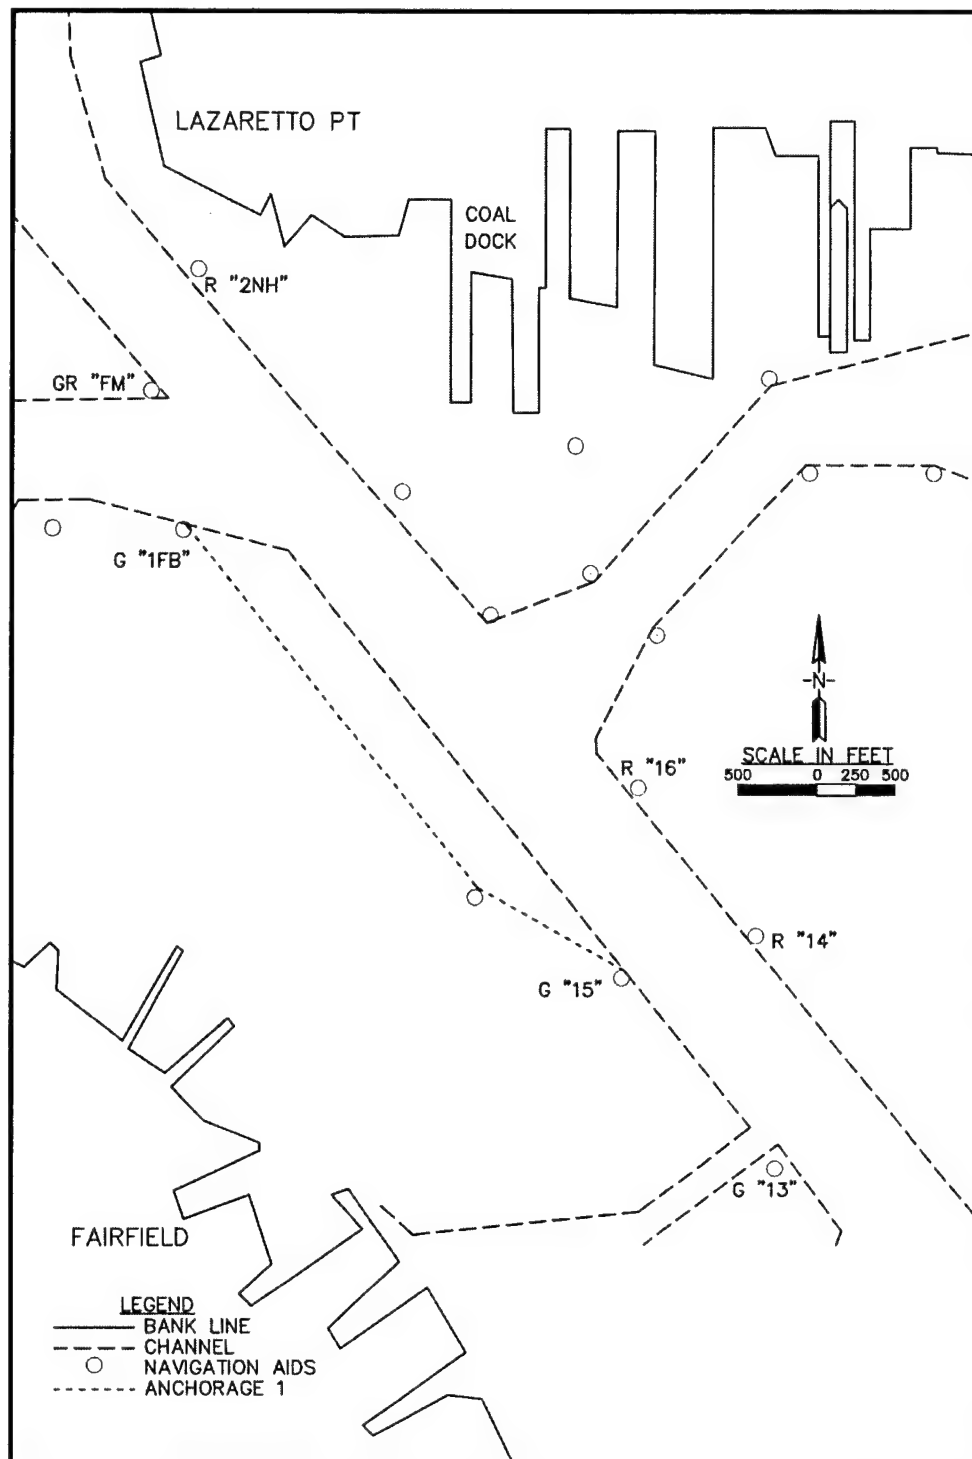 LAZARETTO PT
COAL
DOCK
R "2NH"
GR "FM"
G "1FB"
-N-
SCALE IN FEET
500 0 250 500
R "16"
R "14"
G "15"
G "13"
FAIRFIELD
LEGEND
BANK LINE
CHANNEL
NAVIGATION AIDS
ANCHORAGE 1